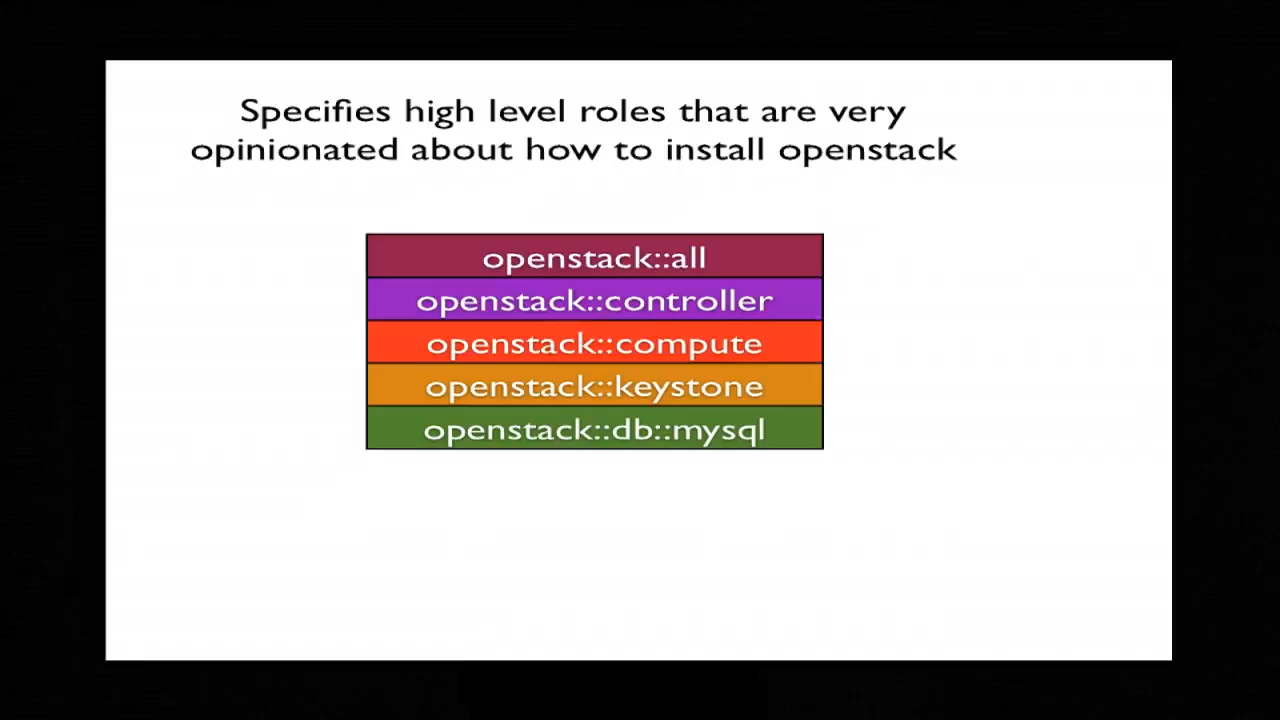 Specifies high level roles that are very
opinionated about how to install openstack
openstack::all
openstack::controller
openstack::compute
openstack::keystone
openstack::db::mysql